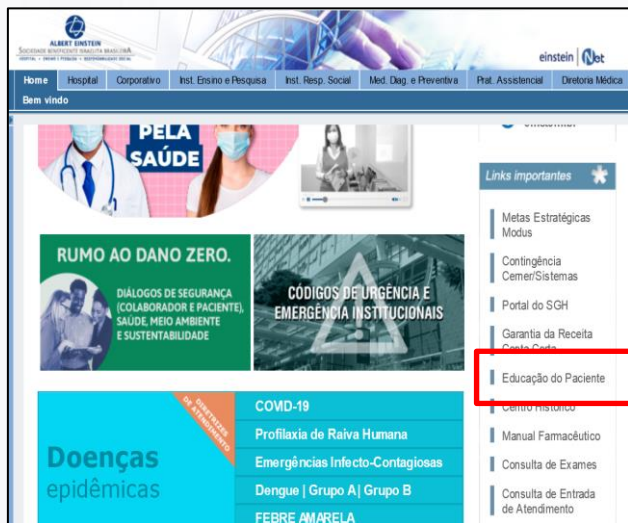 ALBERT EINSTEIN
SOCIEDADE BENEFICENTE ISRAELITA BRASILEIRA
einstein | Net
Home
Hospital
Corporativo
Inst. Ensino e Pesquisa
Inst. Resp. Social
Med. Diag. e Preventiva
Prat. Assistencial
Diretoria Médica
Bem vindo
PELA
SAÚDE
RUMO AO DANO ZERO.
DIÁLOGOS DE SEGURANÇA
(COLABORADOR E PACIENTE),
SAÚDE, MEIO AMBIENTE
E SUSTENTABILIDADE
CÓDIGOS DE URGÊNCIA E
EMERGÊNCIA INSTITUCIONAIS
Doenças
epidêmicas
DIRETRIZES
DE ATENDIMENTO
COVID-19
Profilaxia de Raiva Humana
Emergências Infecto-Contagiosas
Dengue | Grupo A| Grupo B
FEBRE AMARELA
Links importantes
Metas Estratégicas
Modus
Contingência
Cerner/Sistemas
Portal do SGH
Garantia da Receita
Conta Certa
Educação do Paciente
Centro Histórico
Manual Farmacêutico
Consulta de Exames
Consulta de Entrada
de Atendimento